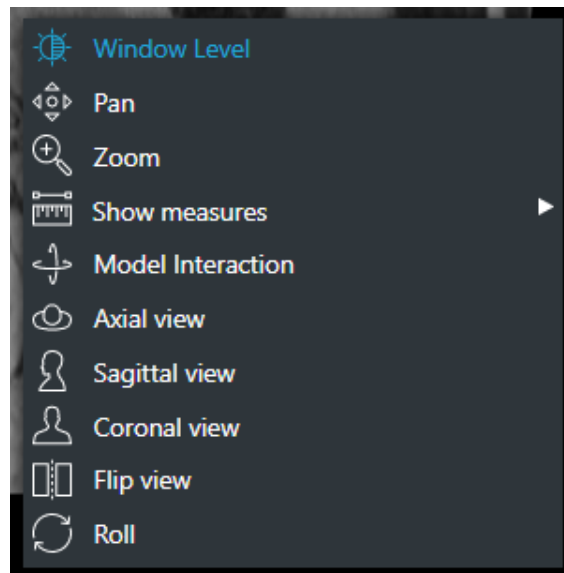 Window Level
Pan
Zoom
Show measures
Model Interaction
Axial view
Sagittal view
Coronal view
Flip view
Roll